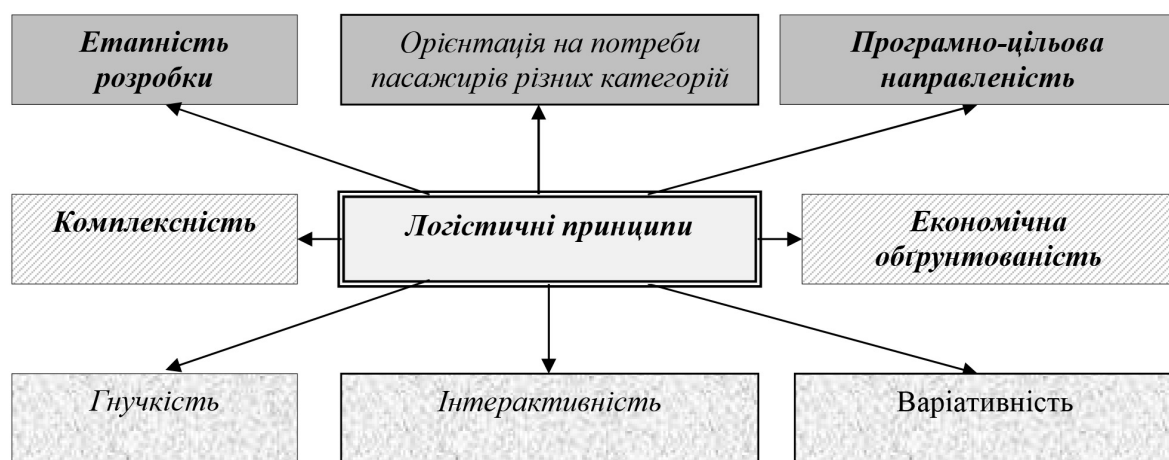 Етапність
розробки
Орієнтація на потреби
пасажирів різних категорій
Програмно-цільова
направленість
Комплексність
Логістичні принципи
Економічна
обґрунтованість
Гнучкість
Інтерактивність
Варіативність